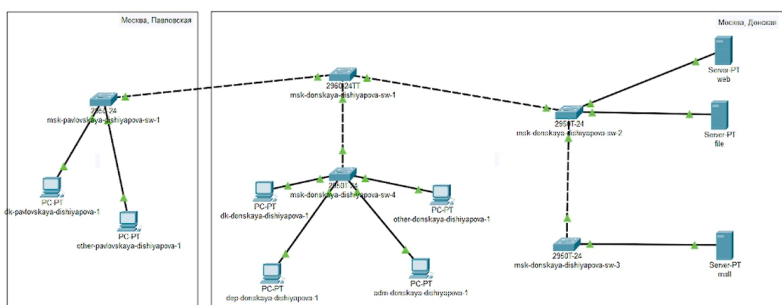 Москва, Павловская
Москва, Донская
2960-24TT
msk-donskaya-dishiyapova-sw-1
2950-24
msk-pavlovskaya-dishiyapova-sw-1
Server-PT
web
2950T-24
msk-donskaya-dishiyapova-sw-2
Server-PT
file
2950T-24
msk-donskaya-dishiyapova-sw-4
PC-PT
dk-pavlovskaya-dishiyapova-1
PC-PT
other-pavlovskaya-dishiyapova-1
PC-PT
dk-donskaya-dishiyapova-1
PC-PT
other-donskaya-dishiyapova-1
2950T-24
msk-donskaya-dishiyapova-sw-3
Server-PT
mail
PC-PT
dep-donskaya-dishiyapova-1
PC-PT
adm-donskaya-dishiyapova-1